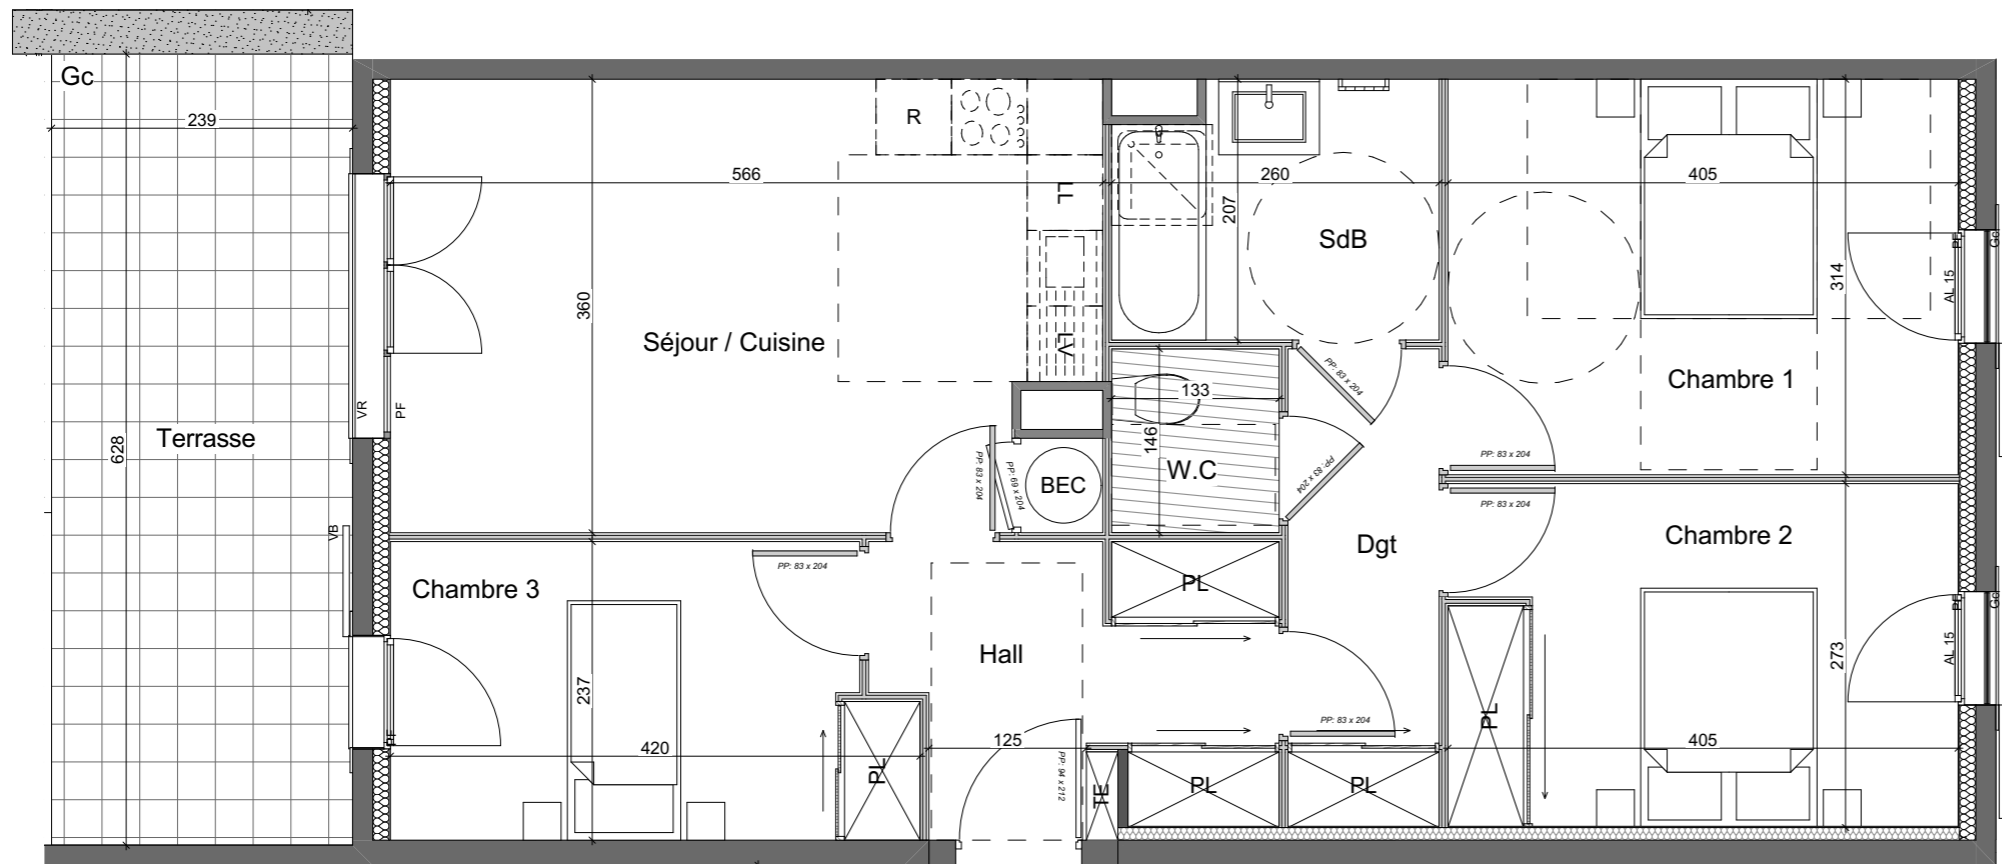 Gc
239
R
566
LL
260
207
SdB
405
Gc
PF
AL 15
314
360
Séjour / Cuisine
LV
PP: 83 x 204
133
Chambre 1
VR
PF
Terrasse
628
146
W.C
PP: 83 x 204
PP: 69 x 204
BEC
PP: 83 x 204
PP: 83 x 204
PP: 83 x 204
VB
Chambre 2
Dgt
PP: 83 x 204
Chambre 3
PL
Gc
PF
AL 15
Hall
273
237
PL
PP: 83 x 204
PF
420
125
405
PL
PP: 94 x 212
TE
PL
PL